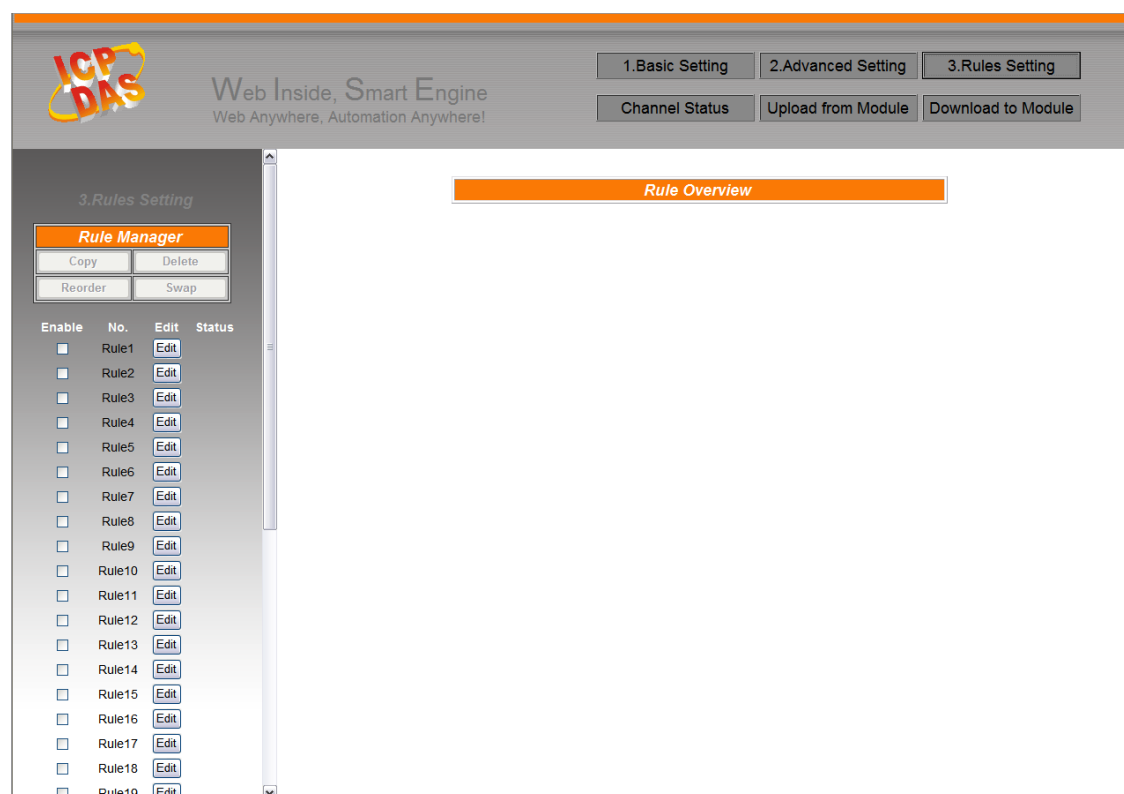 ICP
DAS
Web Inside, Smart Engine
Web Anywhere, Automation Anywhere!
1.Basic Setting 2.Advanced Setting 3.Rules Setting
Channel Status Upload from Module Download to Module
3.Rules Setting
Rule Manager
Copy Delete
Reorder Swap
Enable No. Edit Status
Rule1 Edit
Rule2 Edit
Rule3 Edit
Rule4 Edit
Rule5 Edit
Rule6 Edit
Rule7 Edit
Rule8 Edit
Rule9 Edit
Rule10 Edit
Rule11 Edit
Rule12 Edit
Rule13 Edit
Rule14 Edit
Rule15 Edit
Rule16 Edit
Rule17 Edit
Rule18 Edit
Rule19 Edit
Rule Overview